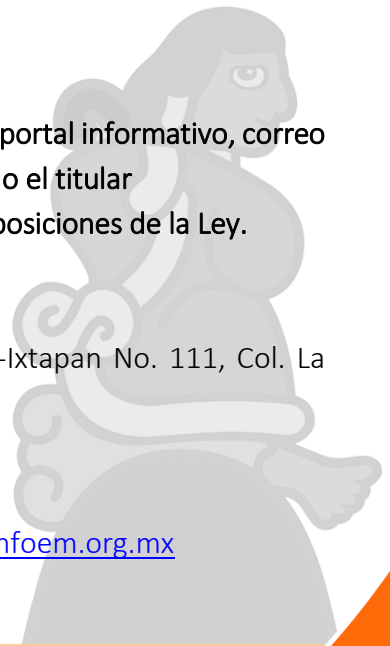 portal informativo, correo
o el titular
posiciones de la Ley.
-Ixtapan No. 111, Col. La
nfoem.org.mx